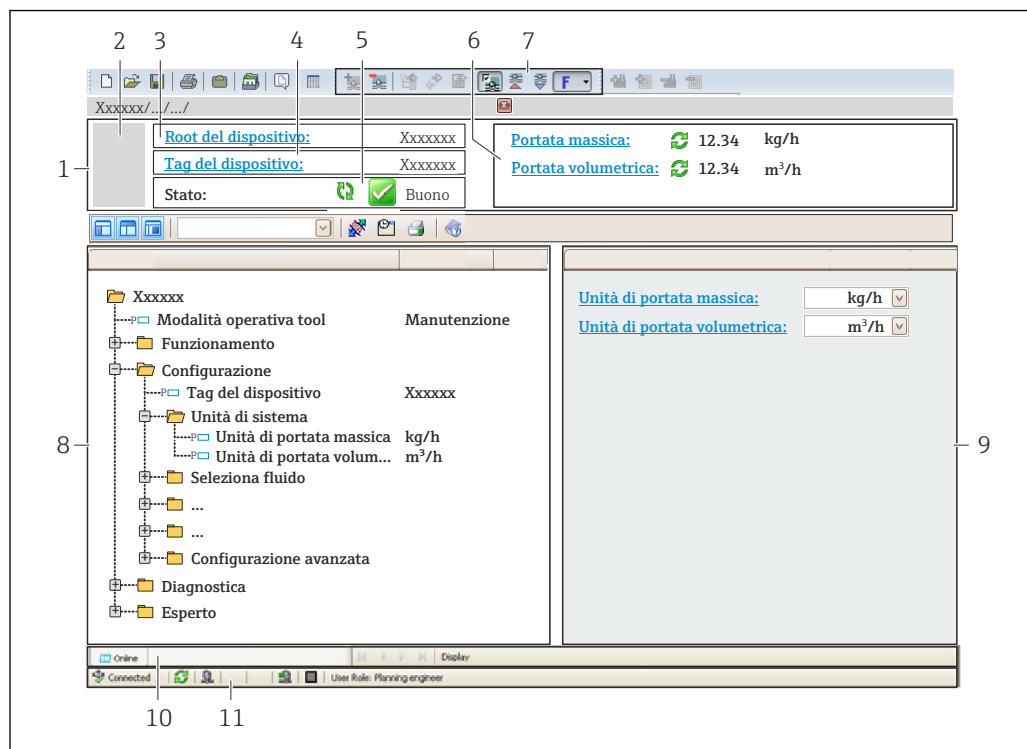 2 3 4 5 6 7
F
Xxxxxx/.../.../
1
Root del dispositivo: Xxxxxxx
Tag del dispositivo: Xxxxxxx
Stato: Buono
Portata massica: 12.34 kg/h
Portata volumetrica: 12.34 m³/h
Xxxxxx
P Modalità operativa tool Manutenzione
Funzionamento
Configurazione
P Tag del dispositivo Xxxxxx
Unità di sistema
P Unità di portata massica kg/h
P Unità di portata volum... m³/h
Seleziona fluido
...
...
Configurazione avanzata
Diagnostica
Esperto
8
Unità di portata massica: kg/h
Unità di portata volumetrica: m³/h
9
Online Display
Connected User Role: Planning engineer
10 11